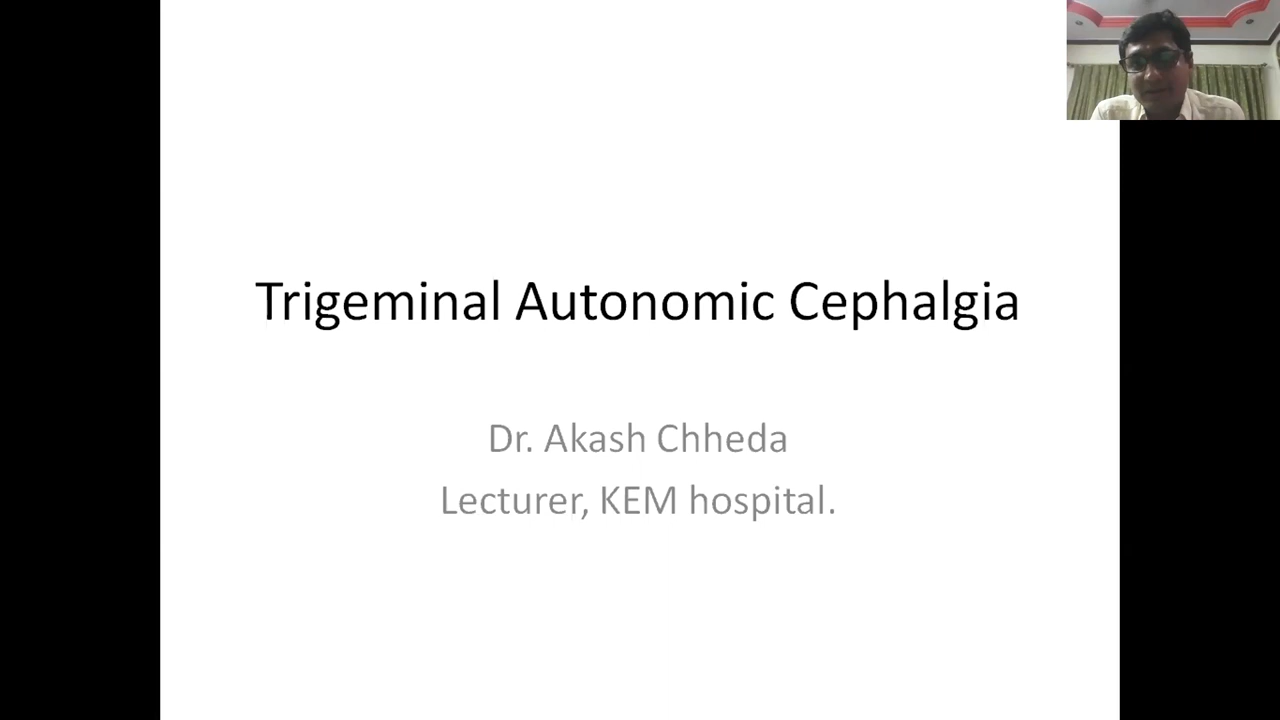 Trigeminal Autonomic Cephalgia
Dr. Akash Chheda
Lecturer, KEM hospital.